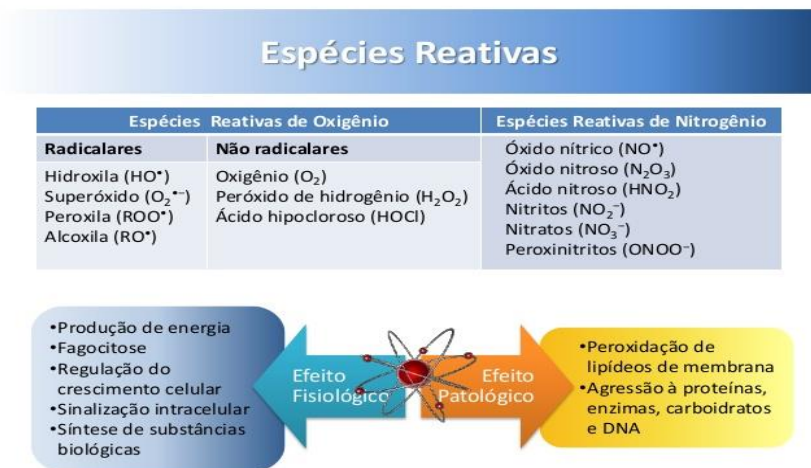 Espécies Reativas
Espécies Reativas de Oxigênio
Espécies Reativas de Nitrogênio
Radicalares
Não radicalares
Hidroxila (HO•)
Superóxido (O₂•⁻)
Peroxila (ROO•)
Alcoxila (RO•)
Oxigênio (O₂)
Peróxido de hidrogênio (H₂O₂)
Ácido hipocloroso (HOCl)
Óxido nítrico (NO•)
Óxido nitroso (N₂O₃)
Ácido nitroso (HNO₂)
Nitritos (NO₂⁻)
Nitratos (NO₃⁻)
Peroxinitritos (ONOO⁻)
•Produção de energia
•Fagocitose
•Regulação do
crescimento celular
•Sinalização intracelular
•Síntese de substâncias
biológicas
Efeito
Fisiológico
Efeito
Patológico
•Peroxidação de
lipídeos de membrana
•Agressão à proteínas,
enzimas, carboidratos
e DNA